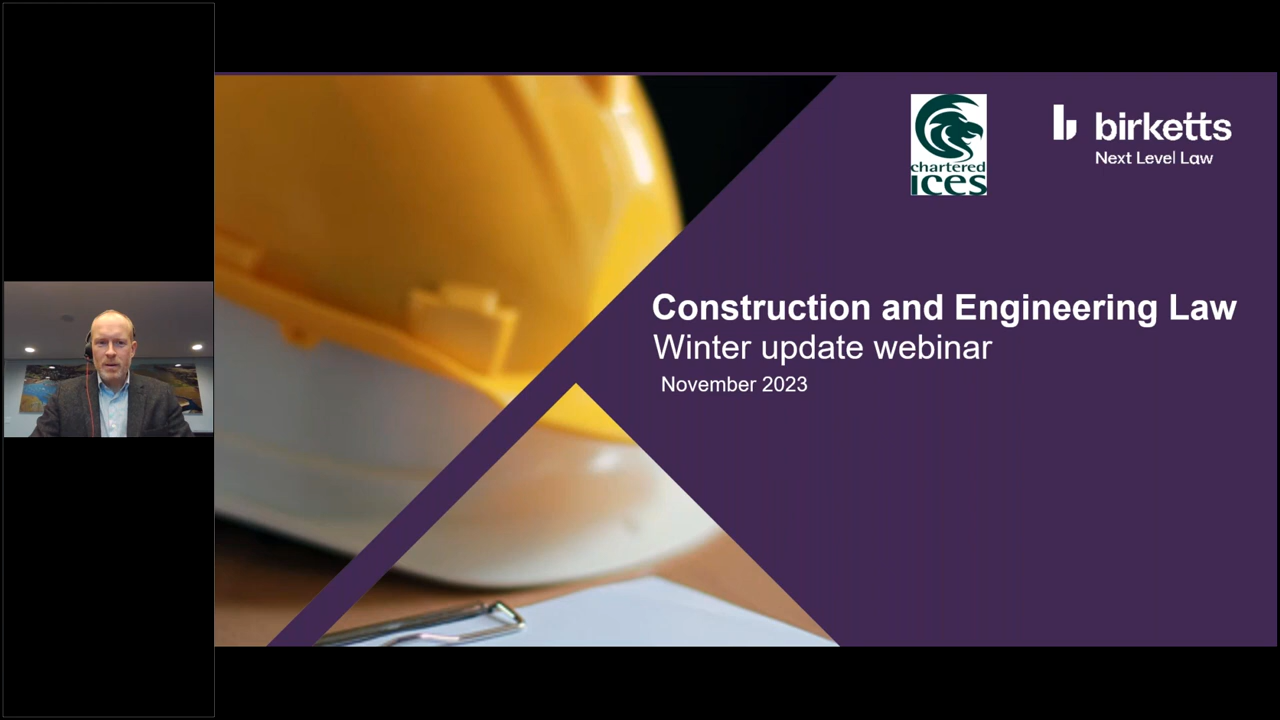 chartered
ices
birketts
Next Level Law
Construction and Engineering Law
Winter update webinar
November 2023